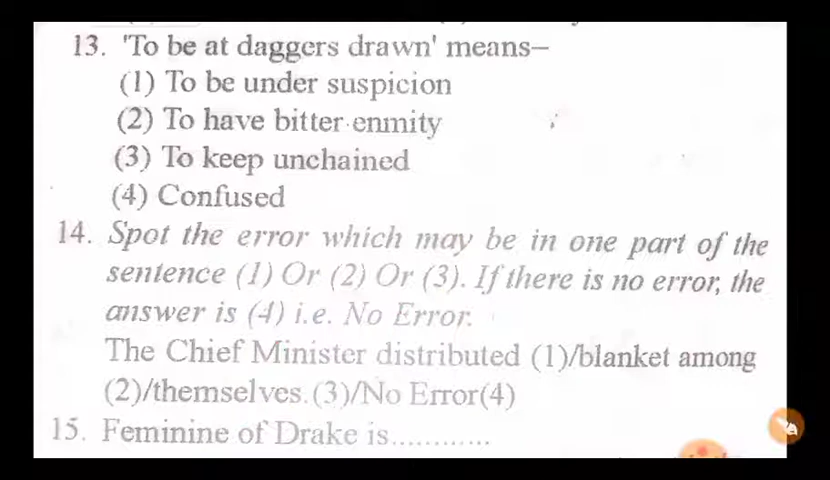 13. 'To be at daggers drawn' means–
(1) To be under suspicion
(2) To have bitter enmity
(3) To keep unchained
(4) Confused
14. Spot the error which may be in one part of the
sentence (1) Or (2) Or (3). If there is no error, the
answer is (4) i.e. No Error.
The Chief Minister distributed (1)/blanket among
(2)/themselves.(3)/No Error(4)
15. Feminine of Drake is............